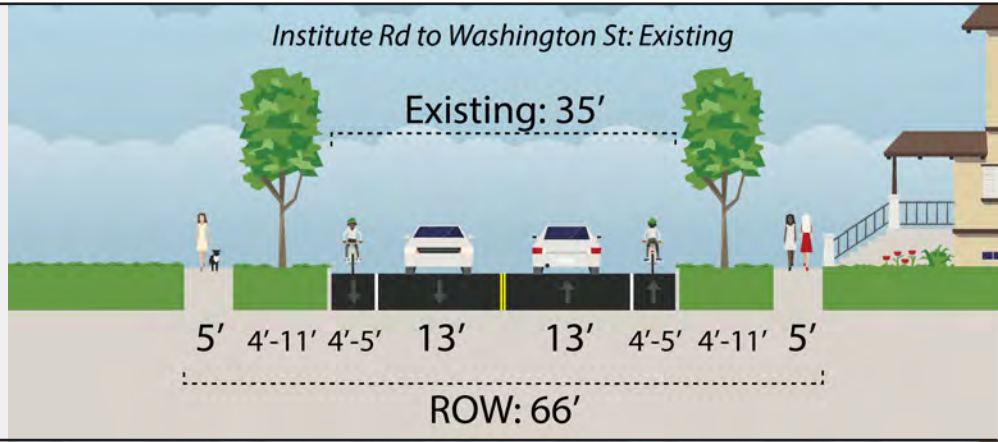 Institute Rd to Washington St: Existing
Existing: 35’
5’ 4’-11’ 4’-5’ 13’ 13’ 4’-5’ 4’-11’ 5’
ROW: 66’